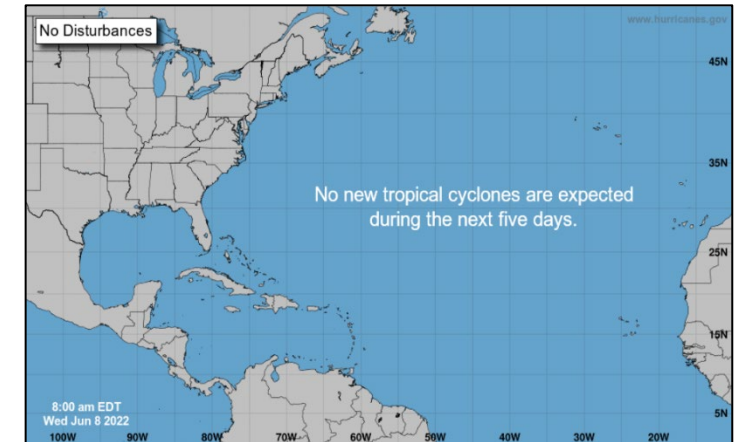 No Disturbances
www.hurricanes.gov
45N
35N
No new tropical cyclones are expected
during the next five days.
25N
15N
8:00 am EDT
Wed Jun 8 2022
5N
100W 90W 80W 70W 60W 50W 40W 30W 20W